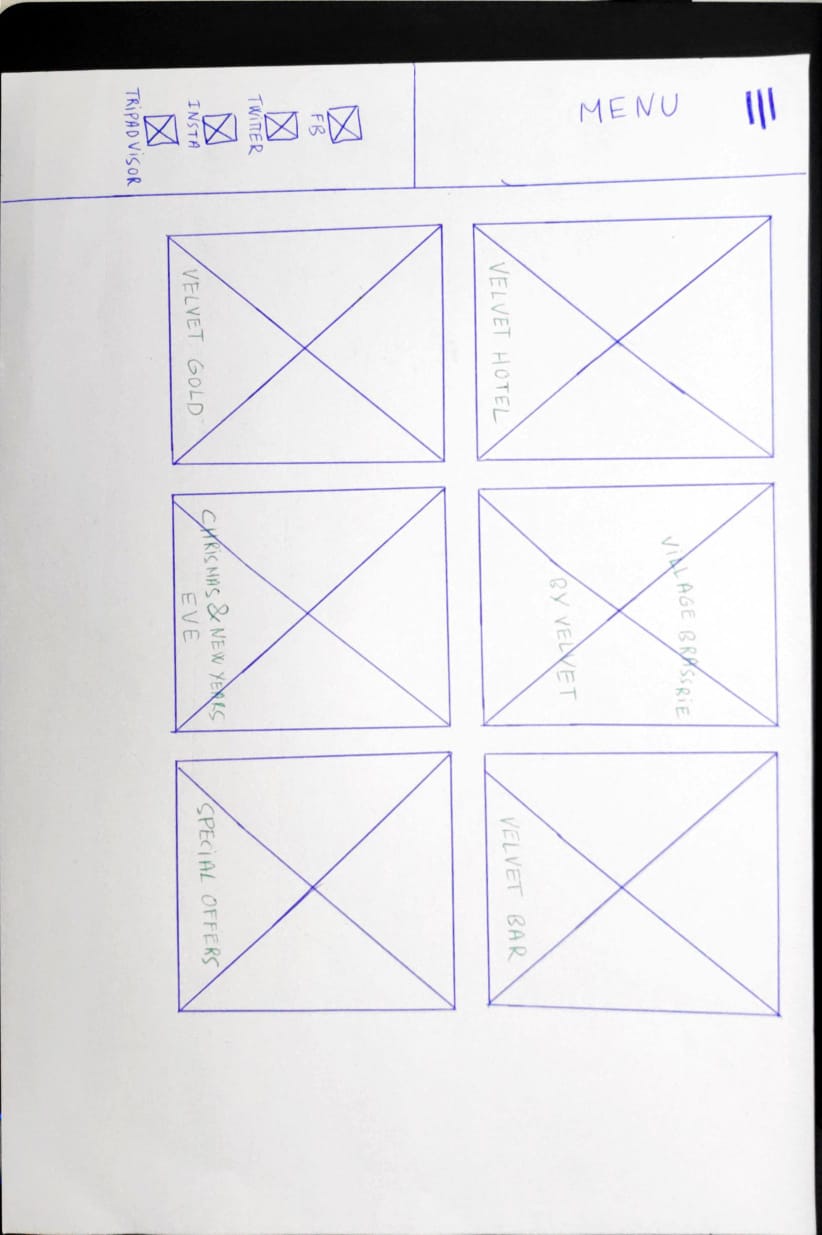 MENU
VELVET HOTEL
VILLAGE BRASSRiE
BY VELVET
VELVET BAR
VELVET GOLD
CHRISMAS & NEW YEARS
EVE
SPECIAL OFFERS
FB
TWITTER
INSTA
TRiPADViSOR